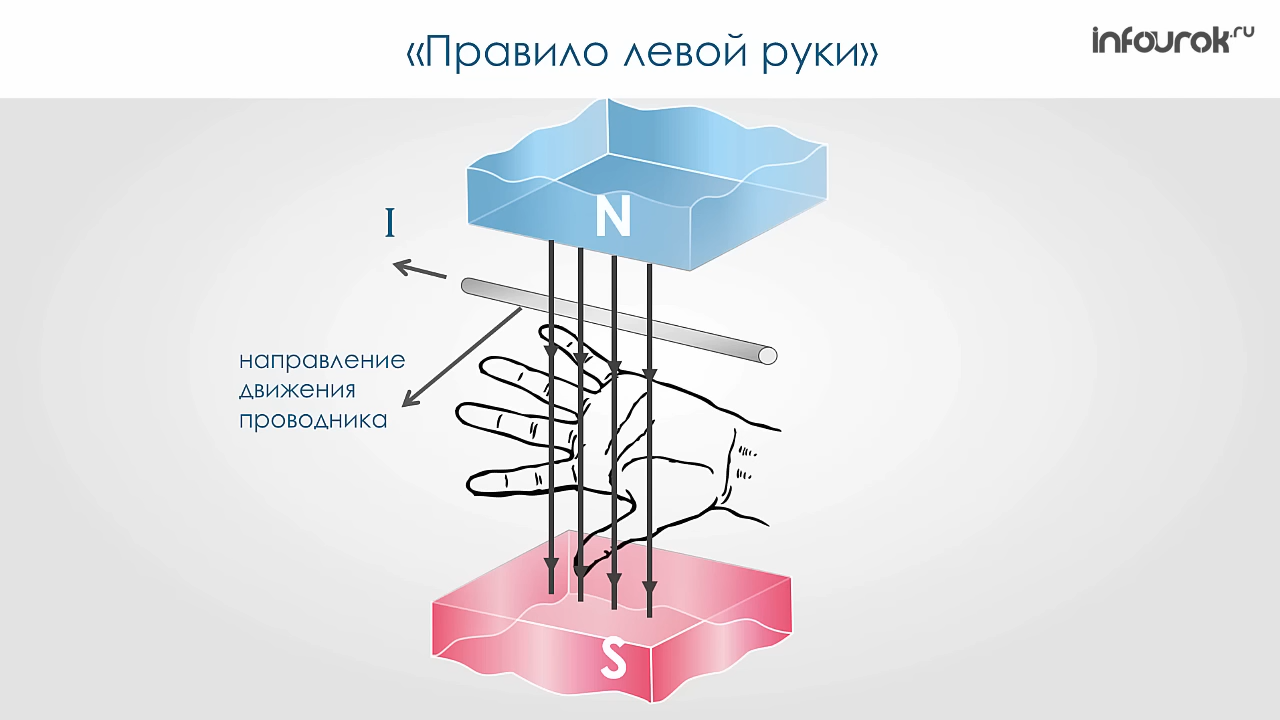 «Правило левой руки»
infourok.ru
N
I
направление
движения
проводника
S